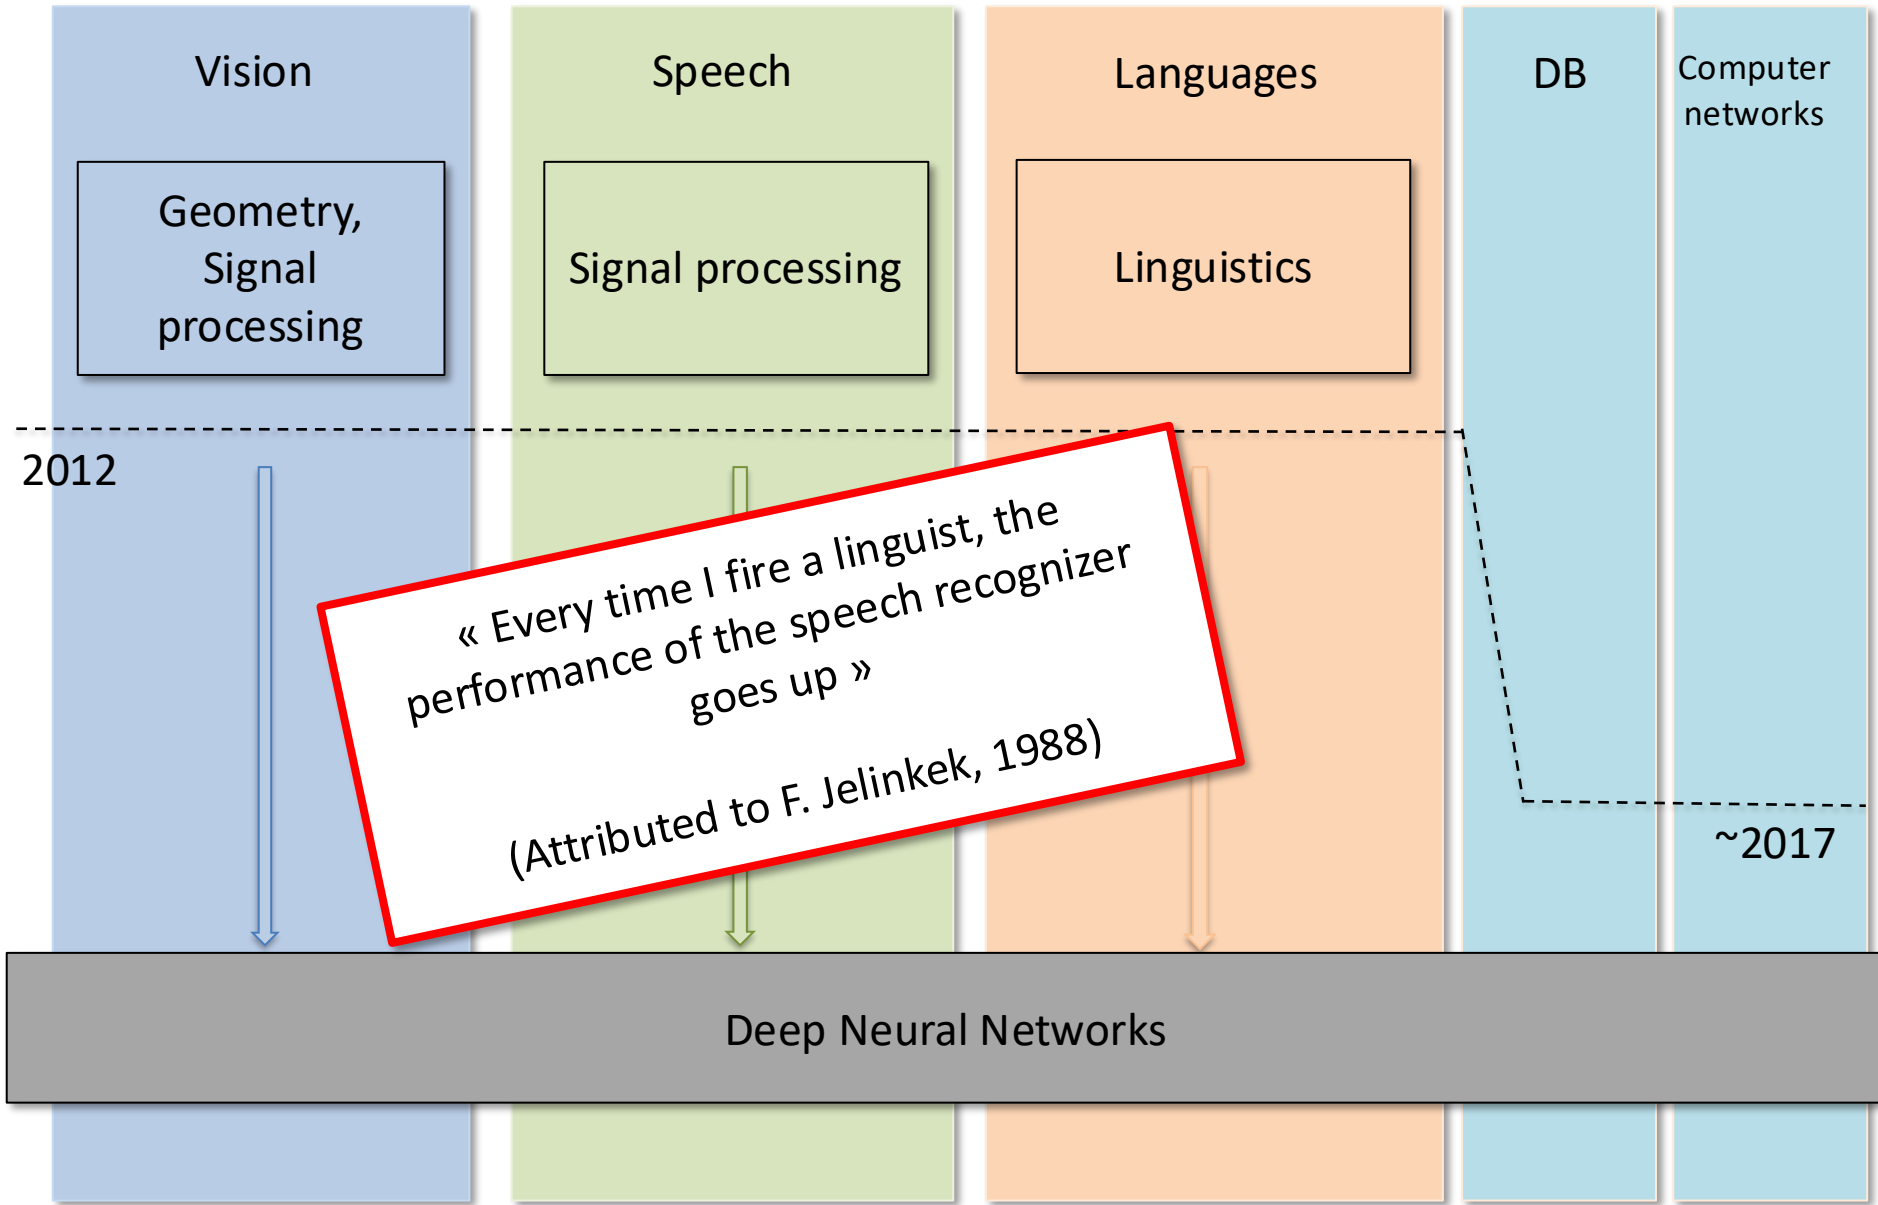 Vision
Speech
Languages
DB
Computer
networks
Geometry,
Signal
processing
Signal processing
Linguistics
2012
« Every time I fire a linguist, the
performance of the speech recognizer
goes up »
(Attributed to F. Jelinkek, 1988)
~2017
Deep Neural Networks